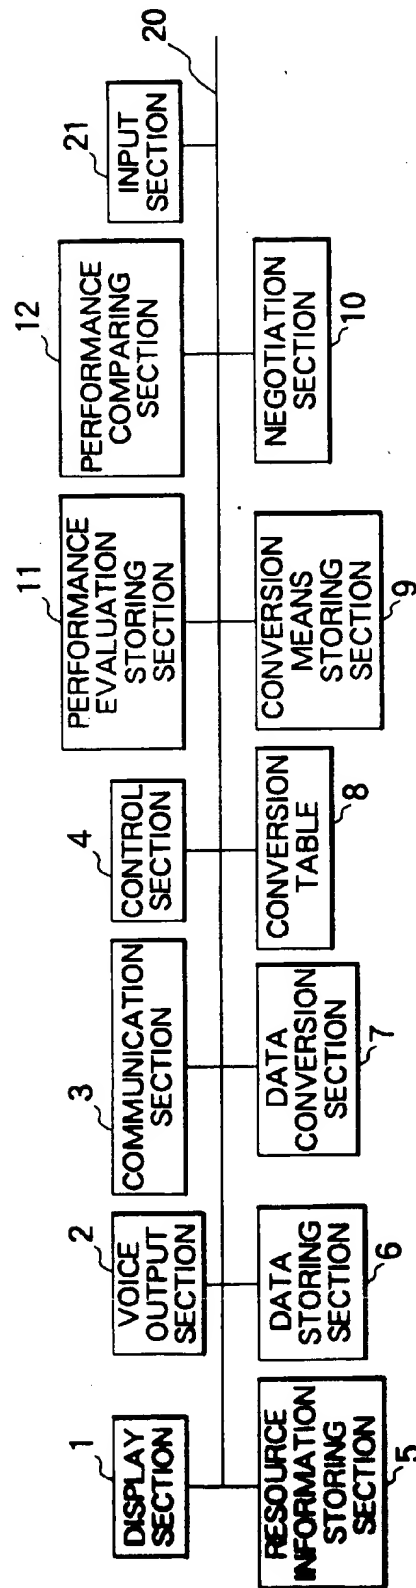 1
DISPLAY
SECTION
2
VOICE
OUTPUT
SECTION
3
COMMUNICATION
SECTION
4
CONTROL
SECTION
11
PERFORMANCE
EVALUATION
STORING
SECTION
12
PERFORMANCE
COMPARING
SECTION
21
INPUT
SECTION
20
RESOURCE
INFORMATION
STORING
SECTION
5
DATA
STORING
SECTION
6
DATA
CONVERSION
SECTION
7
CONVERSION
TABLE
8
CONVERSION
MEANS
STORING
SECTION
9
NEGOTIATION
SECTION
10